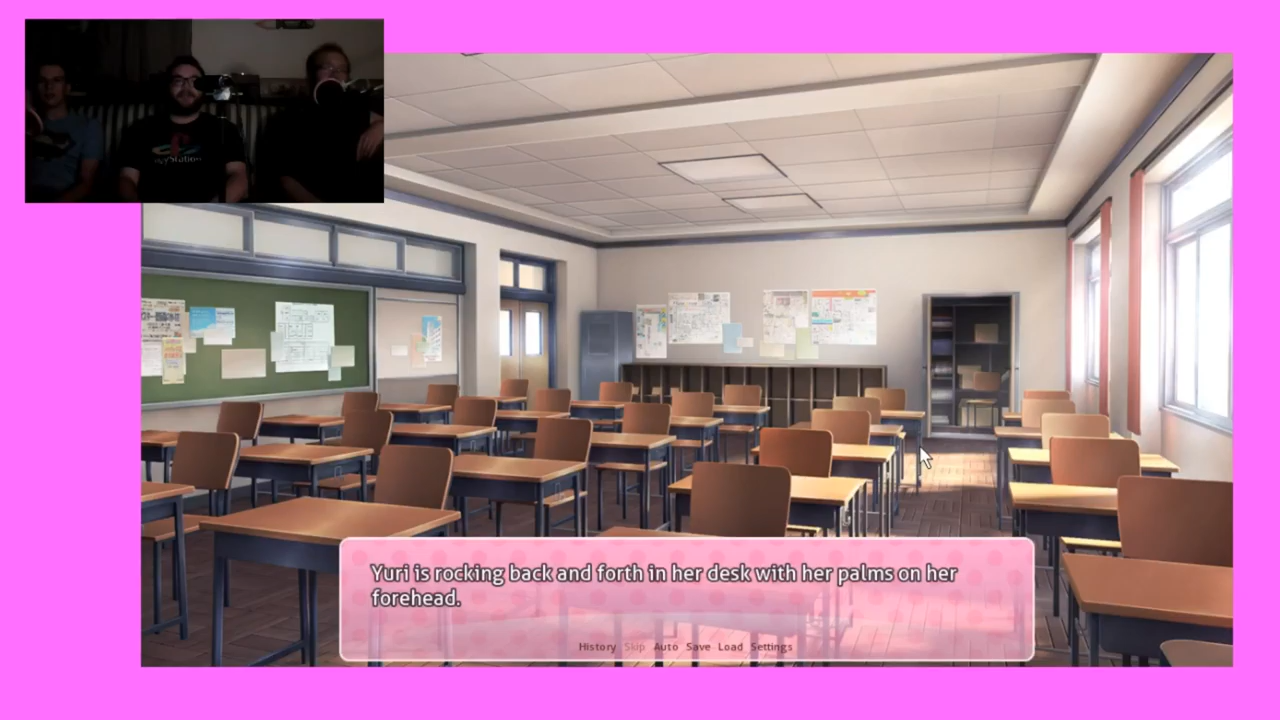 PlayStation
Yuri is rocking back and forth in her desk with her palms on her
forehead.
History Skip Auto Save Load Settings